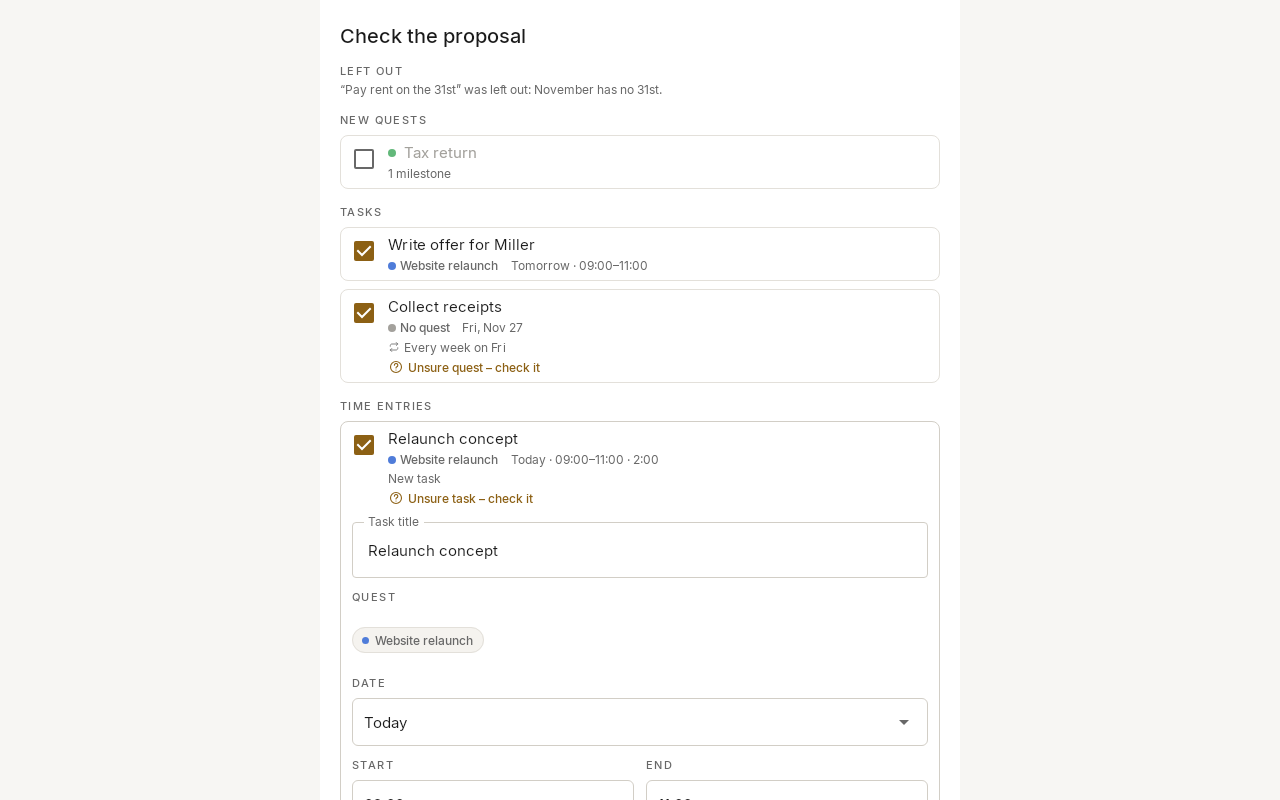 Check the proposal
LEFT OUT
“Pay rent on the 31st” was left out: November has no 31st.
NEW QUESTS
Tax return
1 milestone
TASKS
Write offer for Miller
Website relaunch Tomorrow · 09:00–11:00
Collect receipts
No quest Fri, Nov 27
Every week on Fri
Unsure quest – check it
TIME ENTRIES
Relaunch concept
Website relaunch Today · 09:00–11:00 · 2:00
New task
Unsure task – check it
Task title
Relaunch concept
QUEST
Website relaunch
DATE
Today
START END